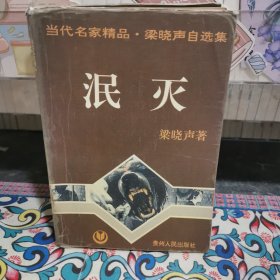 当代名家精品·梁晓声自选集
泯灭
梁晓声著
贵州人民出版社